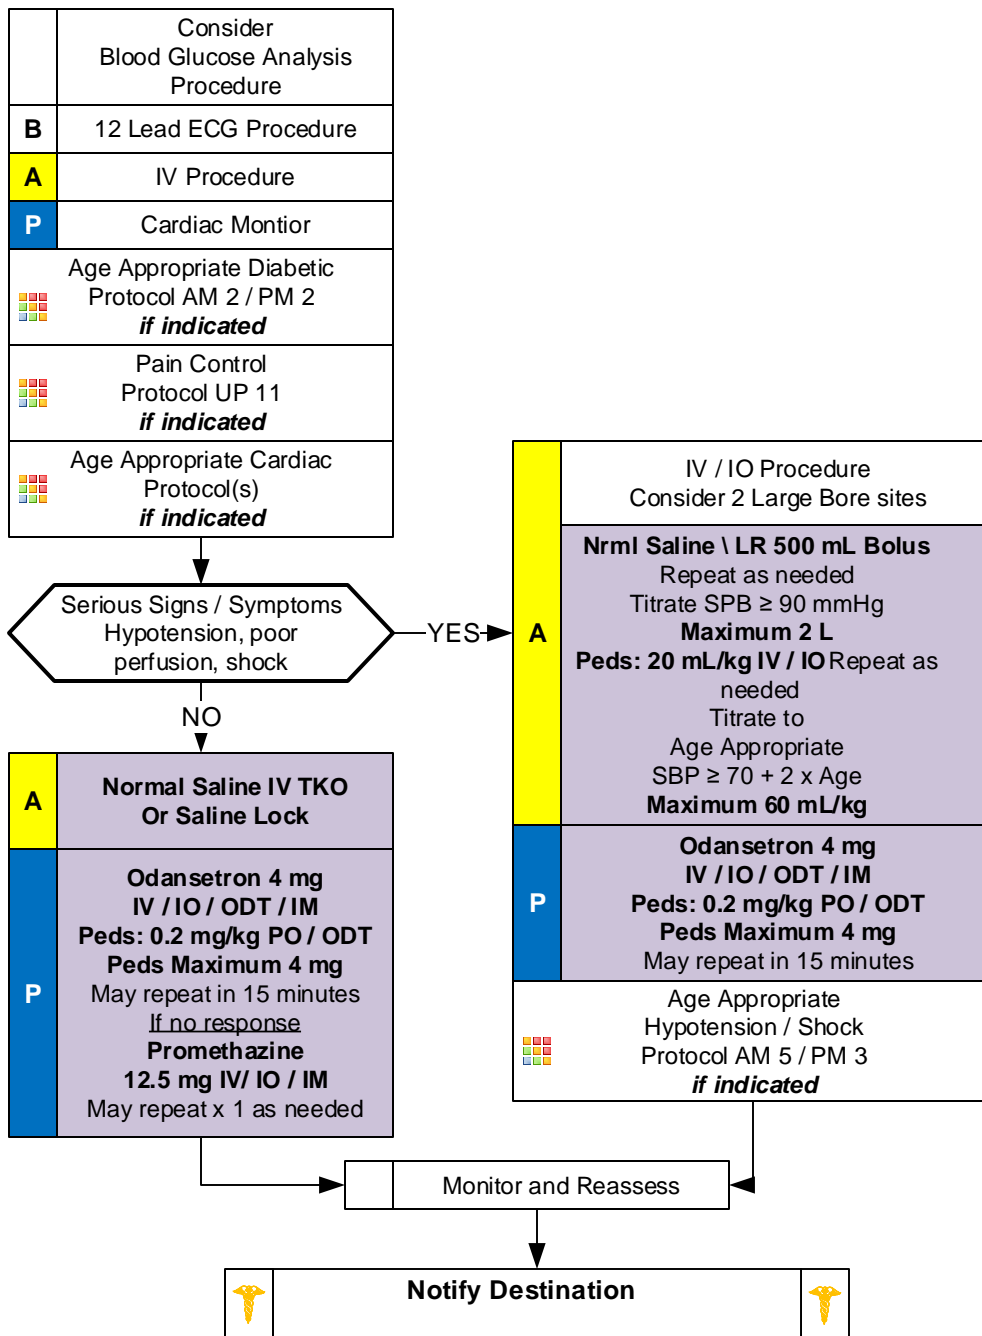 Consider
Blood Glucose Analysis
Procedure
B
12 Lead ECG Procedure
A
IV Procedure
P
Cardiac Montior
Age Appropriate Diabetic
Protocol AM 2 / PM 2
if indicated
Pain Control
Protocol UP 11
if indicated
Age Appropriate Cardiac
Protocol(s)
if indicated
Serious Signs / Symptoms
Hypotension, poor
perfusion, shock
YES
NO
A
IV / IO Procedure
Consider 2 Large Bore sites
Nrml Saline \ LR 500 mL Bolus
Repeat as needed
Titrate SPB ≥ 90 mmHg
Maximum 2 L
Peds: 20 mL/kg IV / IO Repeat as
needed
Titrate to
Age Appropriate
SBP ≥ 70 + 2 x Age
Maximum 60 mL/kg
P
Odansetron 4 mg
IV / IO / ODT / IM
Peds: 0.2 mg/kg PO / ODT
Peds Maximum 4 mg
May repeat in 15 minutes
Age Appropriate
Hypotension / Shock
Protocol AM 5 / PM 3
if indicated
A
Normal Saline IV TKO
Or Saline Lock
P
Odansetron 4 mg
IV / IO / ODT / IM
Peds: 0.2 mg/kg PO / ODT
Peds Maximum 4 mg
May repeat in 15 minutes
If no response
Promethazine
12.5 mg IV/ IO / IM
May repeat x 1 as needed
Monitor and Reassess
Notify Destination